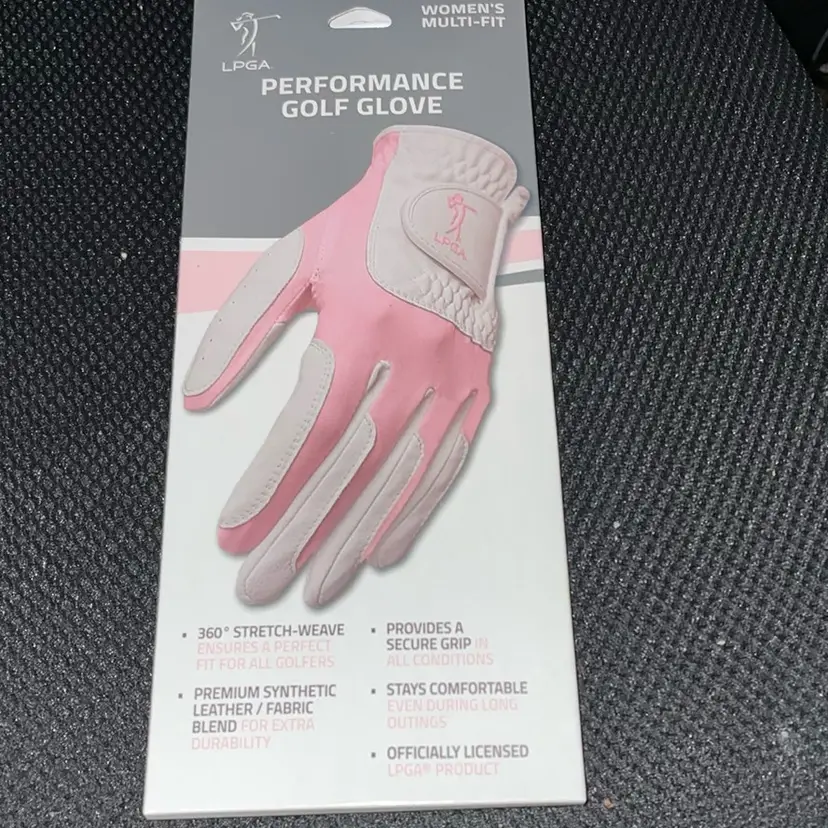 WOMEN'S
MULTI-FIT
LPGA
PERFORMANCE
GOLF GLOVE
LPGA
• 360° STRETCH-WEAVE
ENSURES A PERFECT
FIT FOR ALL GOLFERS
• PREMIUM SYNTHETIC
LEATHER / FABRIC
BLEND FOR EXTRA
DURABILITY
• PROVIDES A
SECURE GRIP IN
ALL CONDITIONS
• STAYS COMFORTABLE
EVEN DURING LONG
OUTINGS
• OFFICIALLY LICENSED
LPGA® PRODUCT